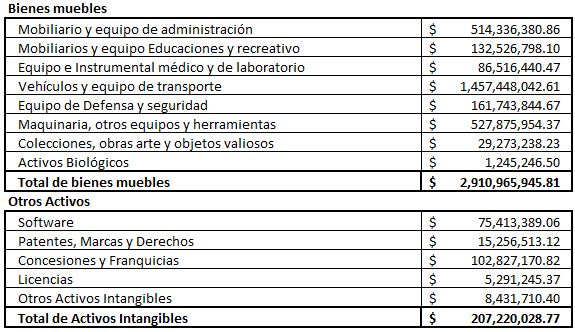 Bienes muebles
Mobiliario y equipo de administración $ 514,336,380.86
Mobiliarios y equipo Educaciones y recreativo $ 132,526,798.10
Equipo e Instrumental médico y de laboratorio $ 86,516,440.47
Vehículos y equipo de transporte $ 1,457,448,042.61
Equipo de Defensa y seguridad $ 161,743,844.67
Maquinaria, otros equipos y herramientas $ 527,875,954.37
Colecciones, obras arte y objetos valiosos $ 29,273,238.23
Activos Biológicos $ 1,245,246.50
Total de bienes muebles $ 2,910,965,945.81
Otros Activos
Software $ 75,413,389.06
Patentes, Marcas y Derechos $ 15,256,513.12
Concesiones y Franquicias $ 102,827,170.82
Licencias $ 5,291,245.37
Otros Activos Intangibles $ 8,431,710.40
Total de Activos Intangibles $ 207,220,028.77